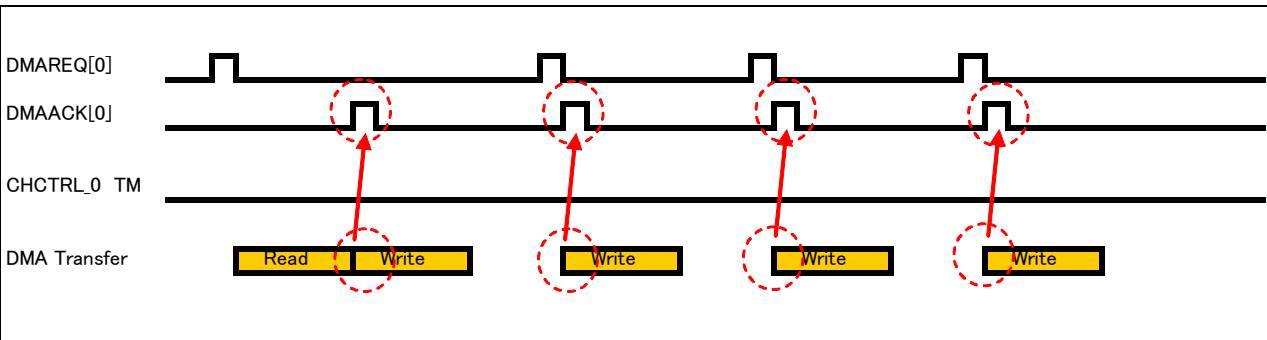 DMAREQ[0]
DMAACK[0]
CHCTRL_0 TM
DMA Transfer
Read Write Write Write Write